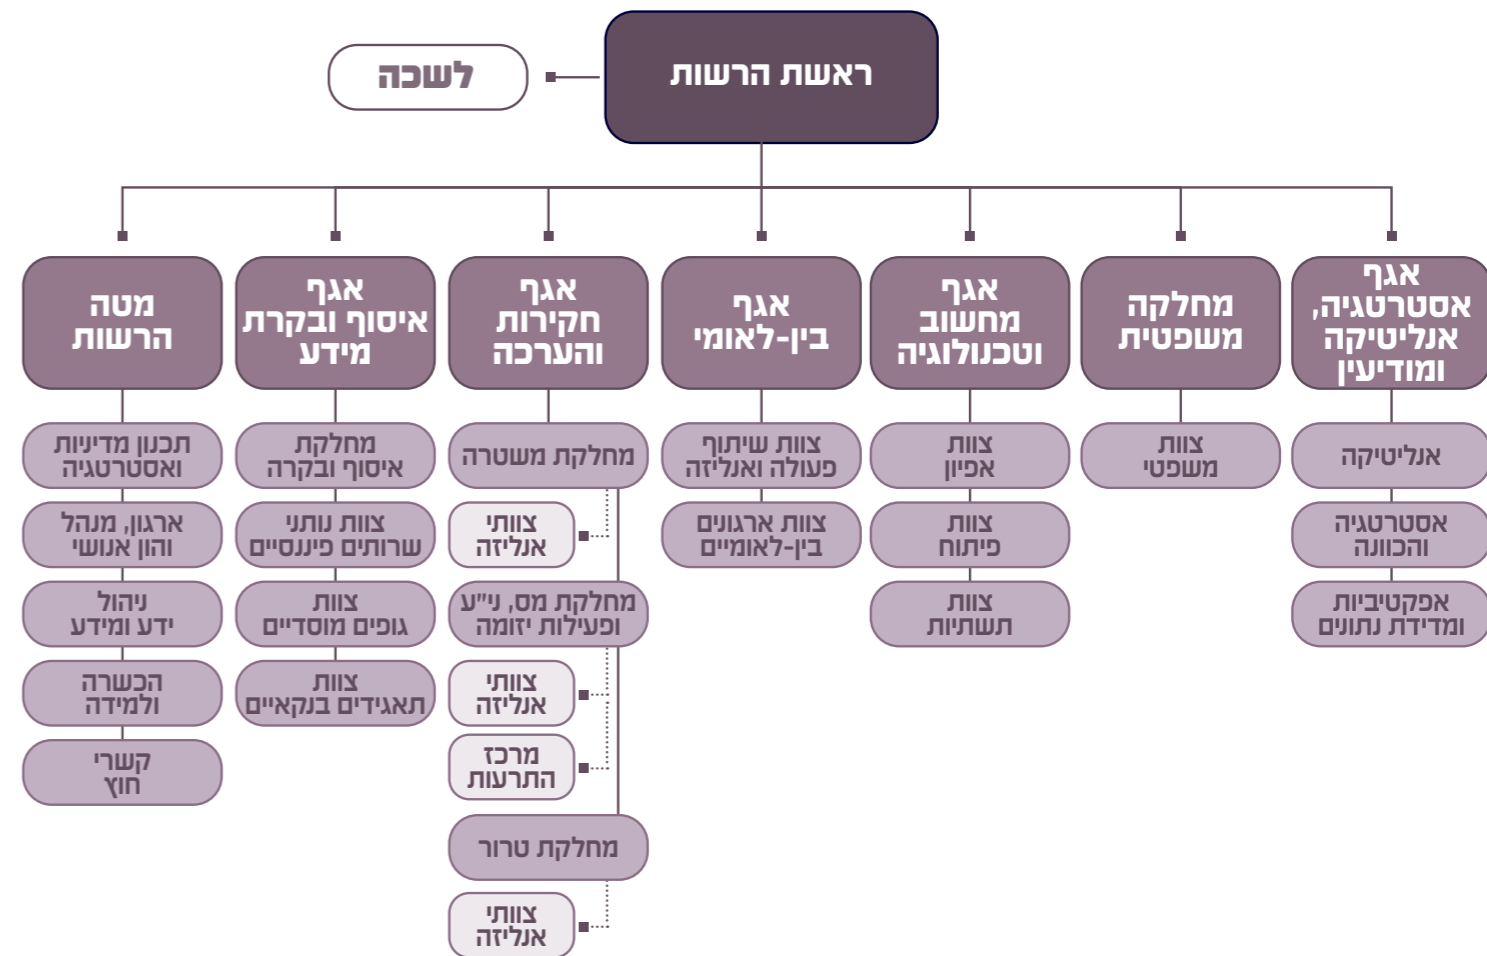 ראשת הרשות
לשכה
אגף
אסטרטגיה,
אנליטיקה
ומודיעין
אנליטיקה
אסטרטגיה
והכוונה
אפקטיביות
ומדידת נתונים
מחלקה
משפטית
צוות
משפטי
אגף
מחשוב
וטכנולוגיה
צוות
אפיון
צוות
פיתוח
צוות
תשתיות
אגף
בין-לאומי
צוות שיתוף
פעולה ואנליזה
צוות ארגונים
בין-לאומיים
אגף
חקירות
והערכה
מחלקת משטרה
צוותי
אנליזה
מחלקת מס, ני"ע
ופעילות יזומה
צוותי
אנליזה
מרכז
התרעות
מחלקת טרור
צוותי
אנליזה
אגף
איסוף ובקרת
מידע
מחלקת
איסוף ובקרה
צוות נותני
שרותים פיננסיים
צוות
גופים מוסדיים
צוות
תאגידים בנקאיים
מטה
הרשות
תכנון מדיניות
ואסטרטגיה
ארגון, מנהל
והון אנושי
ניהול
ידע ומידע
הכשרה
ולמידה
קשרי
חוץ